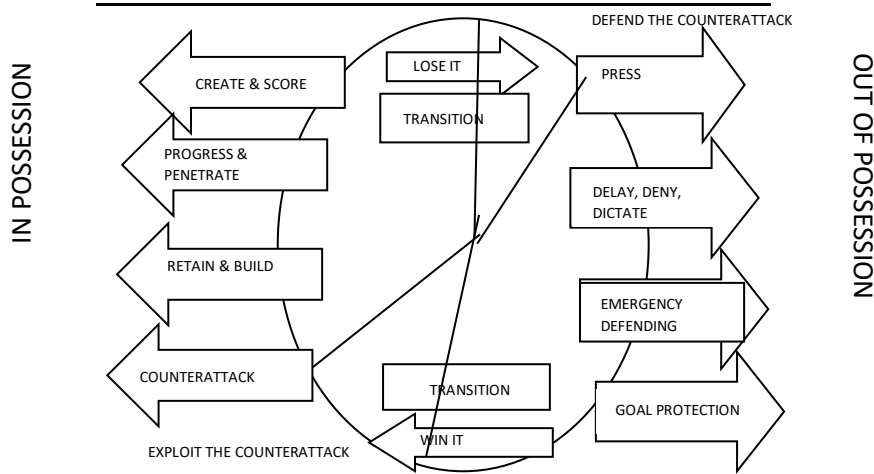 DEFEND THE COUNTERATTACK
IN POSSESSION
OUT OF POSSESSION
LOSE IT
TRANSITION
CREATE & SCORE
PROGRESS &
PENETRATE
RETAIN & BUILD
COUNTERATTACK
PRESS
DELAY, DENY,
DICTATE
EMERGENCY
DEFENDING
GOAL PROTECTION
TRANSITION
WIN IT
EXPLOIT THE COUNTERATTACK